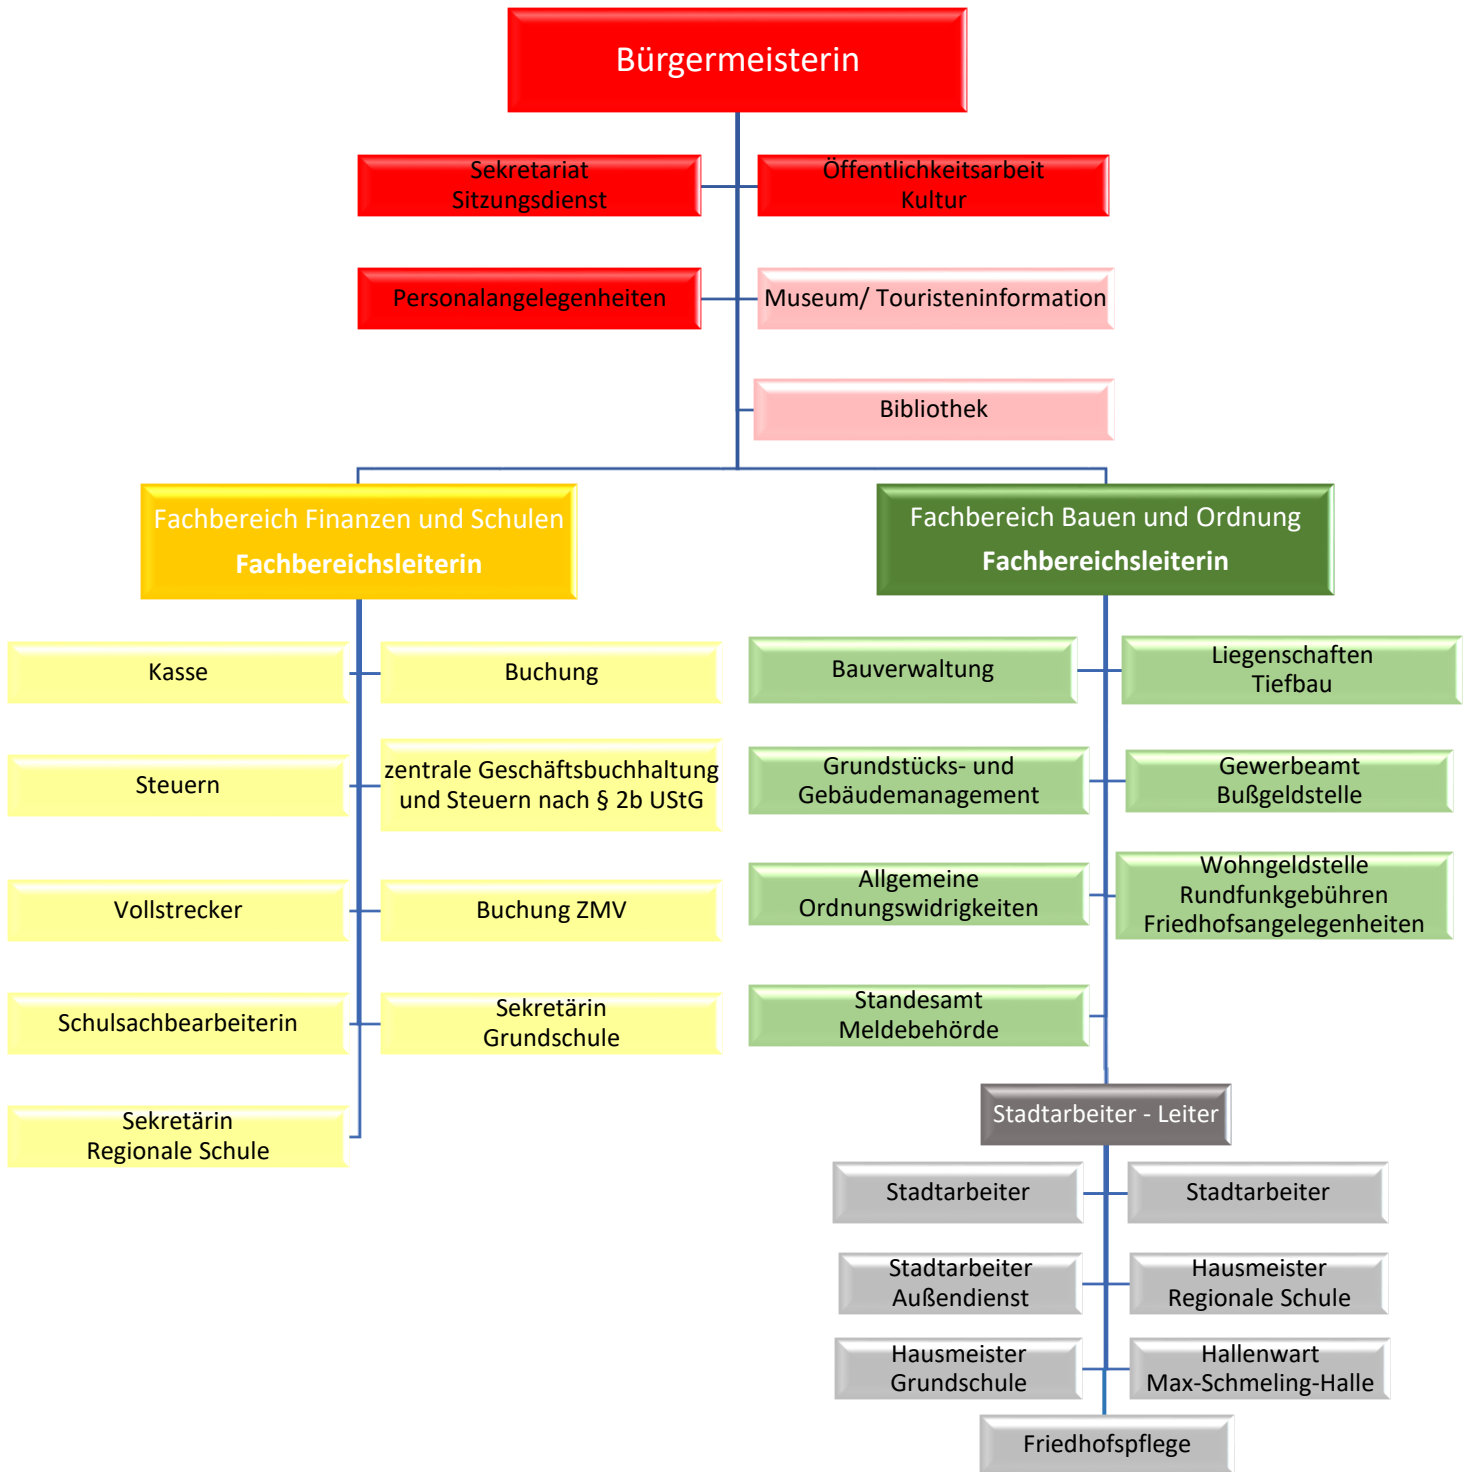 Bürgermeisterin
Sekretariat
Sitzungsdienst
Öffentlichkeitsarbeit
Kultur
Personalangelegenheiten
Museum/ Touristeninformation
Bibliothek
Fachbereich Finanzen und Schulen
Fachbereichsleiterin
Fachbereich Bauen und Ordnung
Fachbereichsleiterin
Kasse
Buchung
Steuern
zentrale Geschäftsbuchhaltung
und Steuern nach § 2b UStG
Vollstrecker
Buchung ZMV
Schulsachbearbeiterin
Sekretärin
Grundschule
Sekretärin
Regionale Schule
Bauverwaltung
Liegenschaften
Tiefbau
Grundstücks- und
Gebäudemanagement
Gewerbeamt
Bußgeldstelle
Allgemeine
Ordnungswidrigkeiten
Wohngeldstelle
Rundfunkgebühren
Friedhofsangelegenheiten
Standesamt
Meldebehörde
Stadtarbeiter - Leiter
Stadtarbeiter
Stadtarbeiter
Stadtarbeiter
Außendienst
Hausmeister
Regionale Schule
Hausmeister
Grundschule
Hallenwart
Max-Schmeling-Halle
Friedhofspflege